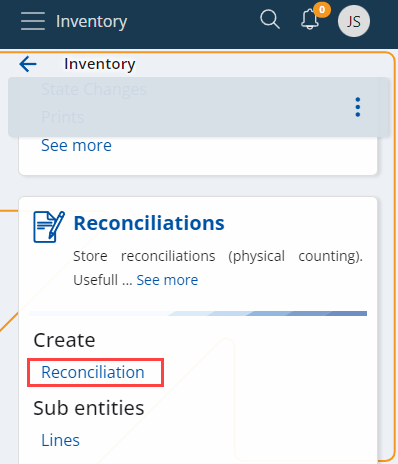 Inventory
0
JS
Inventory
State Changes
Prints
See more
Reconciliations
Store reconciliations (physical counting).
Usefull ... See more
Create
Reconciliation
Sub entities
Lines